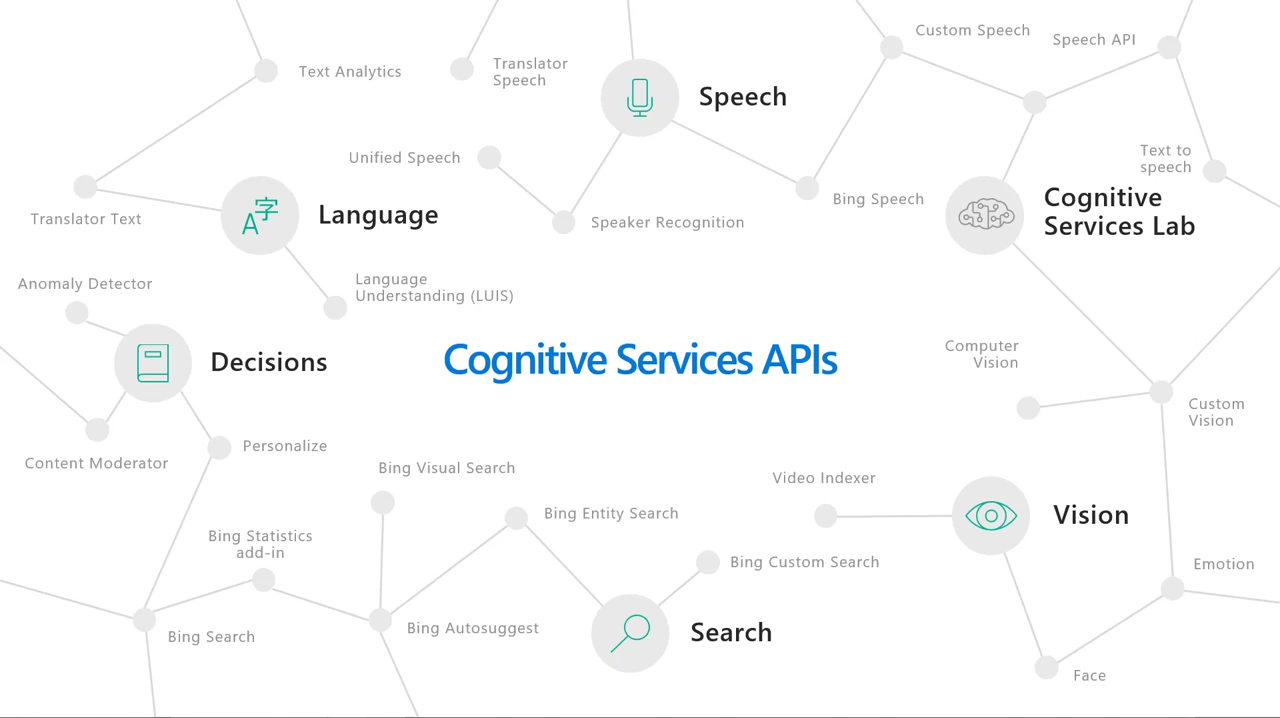 Custom Speech
Speech API
Text Analytics
Translator
Speech
Speech
Unified Speech
Text to
speech
Translator Text
Language
Speaker Recognition
Bing Speech
Cognitive
Services Lab
Anomaly Detector
Language
Understanding (LUIS)
Decisions
Cognitive Services APIs
Computer
Vision
Custom
Vision
Content Moderator
Personalize
Bing Visual Search
Video Indexer
Bing Statistics
add-in
Bing Entity Search
Vision
Bing Custom Search
Emotion
Bing Search
Bing Autosuggest
Search
Face
A字